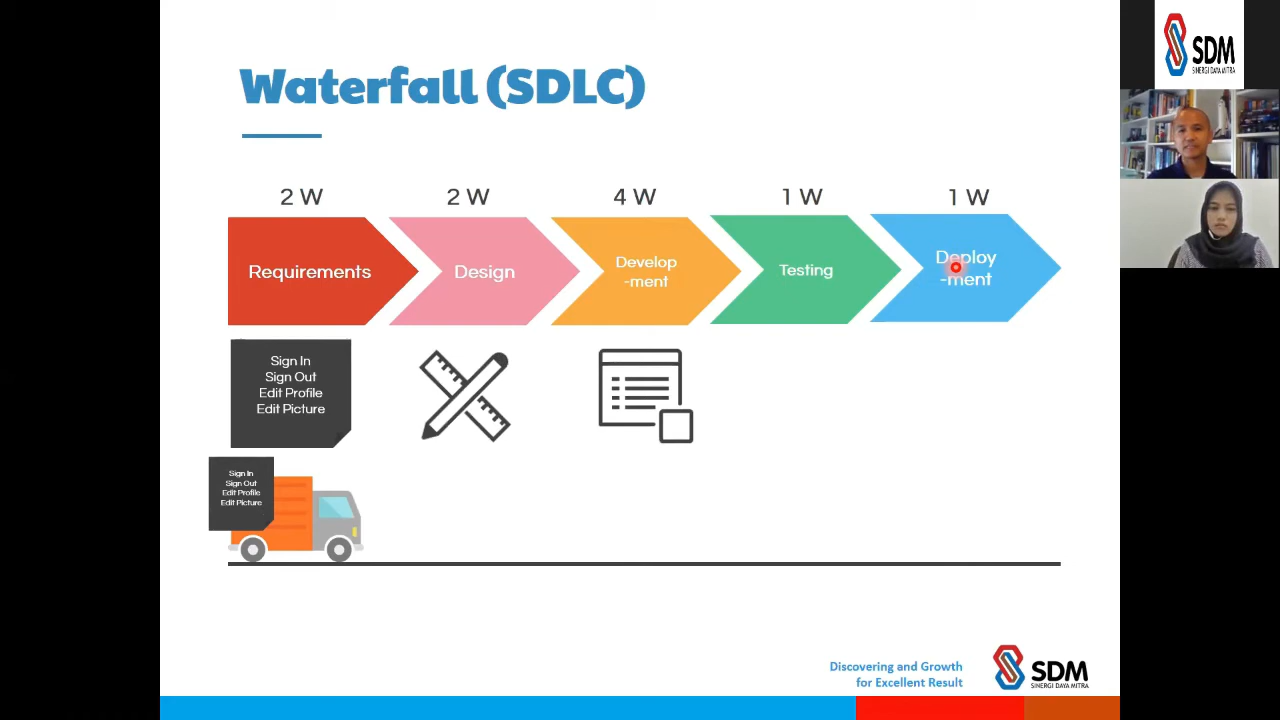 Waterfall (SDLC)
2 W
2 W
4 W
1 W
1 W
Requirements
Design
Develop
-ment
Testing
Deploy
-ment
Sign In
Sign Out
Edit Profile
Edit Picture
Sign In
Sign Out
Edit Profile
Edit Picture
Discovering and Growth
for Excellent Result
SDM
SINERGI DAYA MITRA
SDM
SINERGI DAYA MITRA